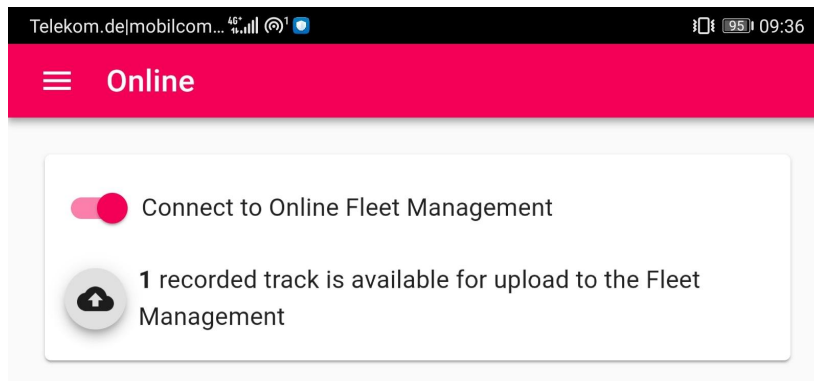 Telekom.de|mobilcom... 4G+ 1 95 09:36
Online
Connect to Online Fleet Management
1 recorded track is available for upload to the Fleet
Management